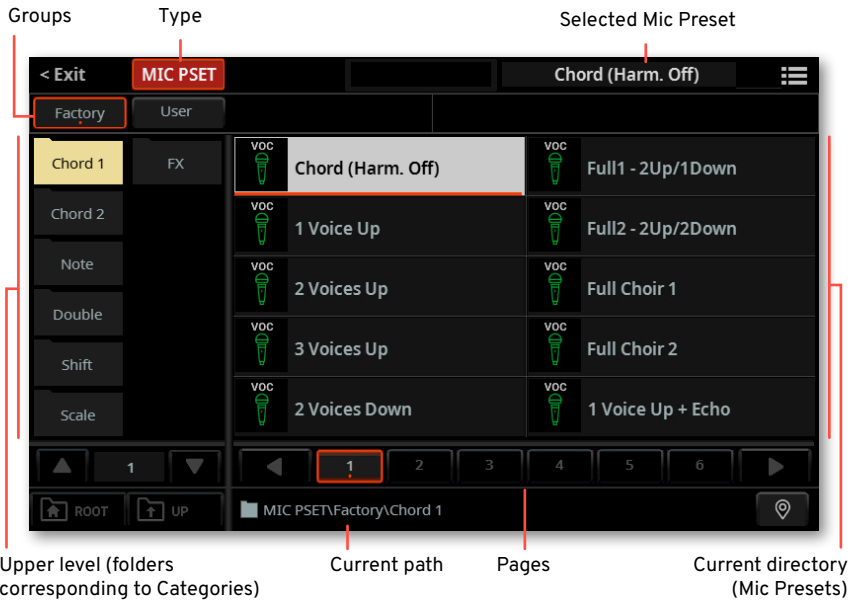 Groups
Type
Selected Mic Preset
< Exit
MIC PSET
Chord (Harm. Off)
Factory
User
Chord 1
FX
Chord 2
Note
Double
Shift
Scale
VOC
Chord (Harm. Off)
VOC
Full1 - 2Up/1Down
VOC
1 Voice Up
VOC
Full2 - 2Up/2Down
VOC
2 Voices Up
VOC
Full Choir 1
VOC
3 Voices Up
VOC
Full Choir 2
VOC
2 Voices Down
VOC
1 Voice Up + Echo
1
1
2
3
4
5
6
ROOT
UP
MIC PSET\Factory\Chord 1
Upper level (folders
corresponding to Categories)
Current path
Pages
Current directory
(Mic Presets)